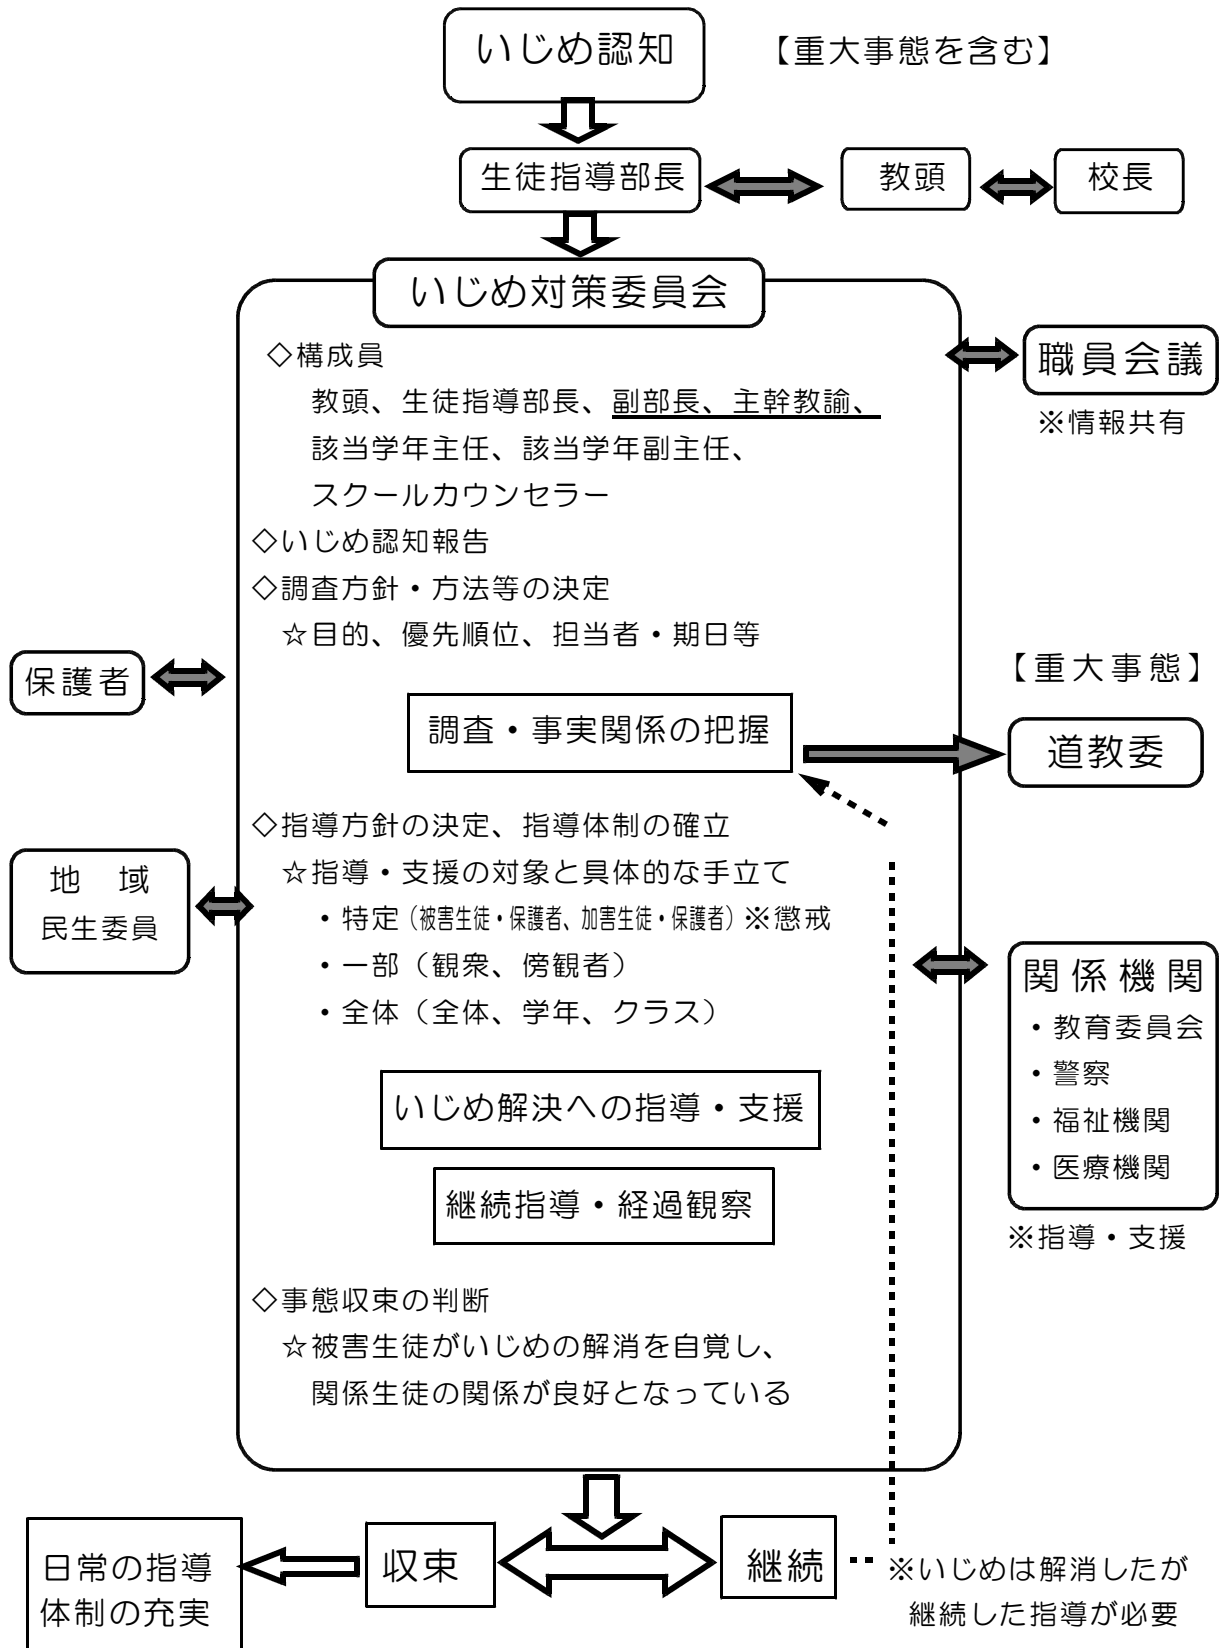 いじめ認知
【重大事態を含む】
生徒指導部長
教頭
校長
いじめ対策委員会
◇構成員
教頭、生徒指導部長、副部長、主幹教諭、
該当学年主任、該当学年副主任、
スクールカウンセラー
職員会議
※情報共有
◇いじめ認知報告
◇調査方針・方法等の決定
☆目的、優先順位、担当者・期日等
保護者
【重大事態】
調査・事実関係の把握
道教委
◇指導方針の決定、指導体制の確立
☆指導・支援の対象と具体的な手立て
・特定（被害生徒・保護者、加害生徒・保護者）※懲戒
・一部（観衆、傍観者）
・全体（全体、学年、クラス）
地　域
民生委員
関係機関
・教育委員会
・警察
・福祉機関
・医療機関
※指導・支援
いじめ解決への指導・支援
継続指導・経過観察
◇事態収束の判断
☆被害生徒がいじめの解消を自覚し、
関係生徒の関係が良好となっている
日常の指導
体制の充実
収束
継続
※いじめは解消したが
継続した指導が必要